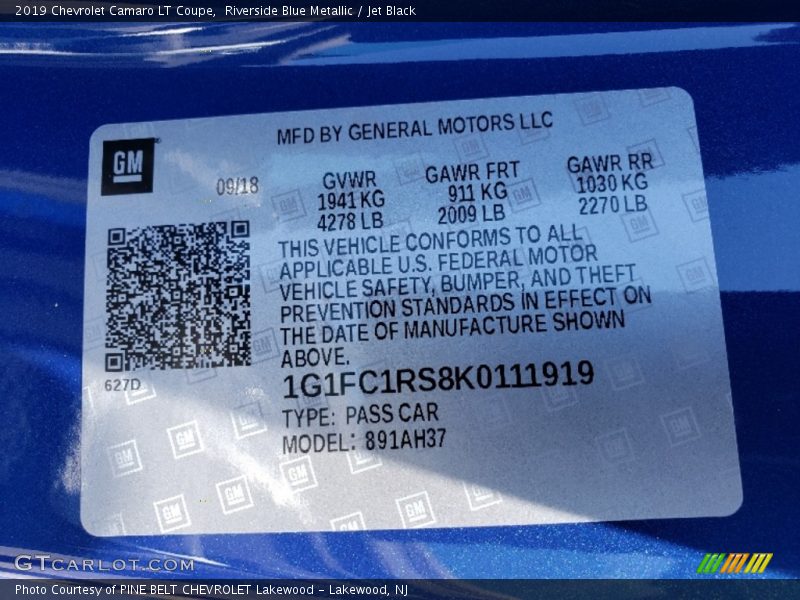 2019 Chevrolet Camaro LT Coupe, Riverside Blue Metallic / Jet Black
MFD BY GENERAL MOTORS LLC
GM
09/18
GVWR
1941 KG
4278 LB
GAWR FRT
911 KG
2009 LB
GAWR RR
1030 KG
2270 LB
THIS VEHICLE CONFORMS TO ALL
APPLICABLE U.S. FEDERAL MOTOR
VEHICLE SAFETY, BUMPER, AND THEFT
PREVENTION STANDARDS IN EFFECT ON
THE DATE OF MANUFACTURE SHOWN
ABOVE.
627D
1G1FC1RS8K0111919
TYPE: PASS CAR
MODEL: 891AH37
GTCARLOT.COM
Photo Courtesy of PINE BELT CHEVROLET Lakewood - Lakewood, NJ